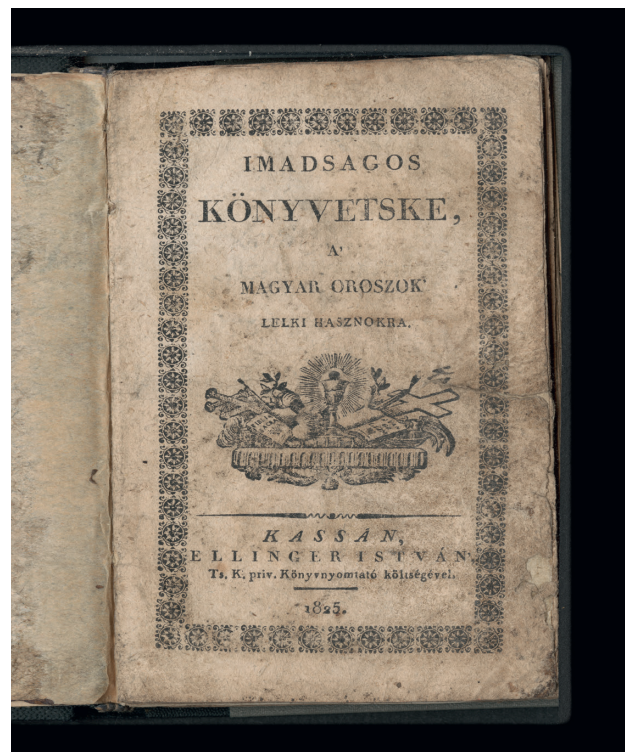 IMADSAGOS
KÖNYVETSKE,
A'
MAGYAR OROSZOK'
LELKI HASZNOKRA.
KASSÁN,
ELLINGER ISTVÁN,
Ts. K. priv. Könyvnyomtató költségével.
1825.